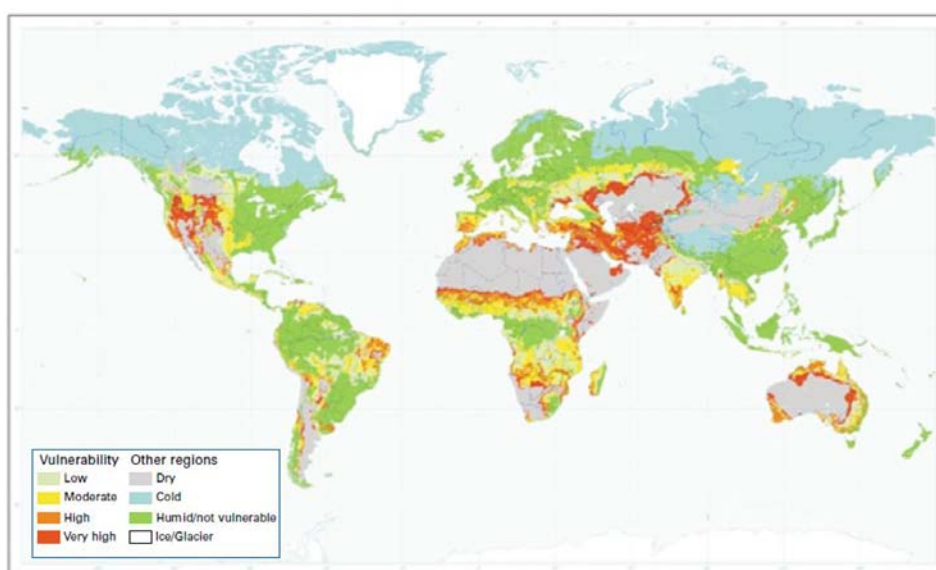 Vulnerability Other regions
Low Dry
Moderate Cold
High Humid/not vulnerable
Very high Ice/Glacier